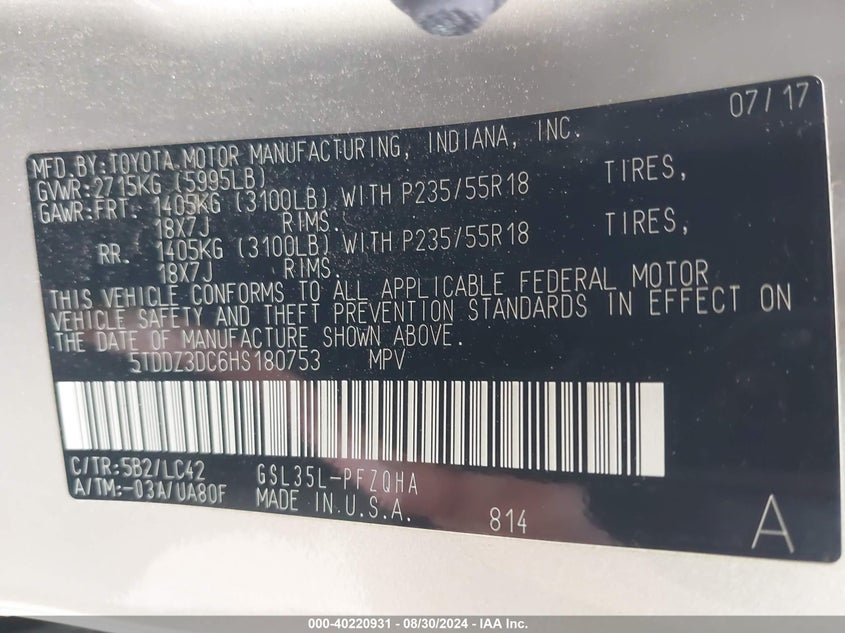 07/17
MFD.BY:TOYOTA MOTOR MANUFACTURING, INDIANA, INC.
GVWR:2715KG (5995LB)
GAWR:FRT. 1405KG (3100LB) WITH P235/55R18 TIRES,
18X7J RIMS.
RR. 1405KG (3100LB) WITH P235/55R18 TIRES,
18X7J RIMS.
THIS VEHICLE CONFORMS TO ALL APPLICABLE FEDERAL MOTOR
VEHICLE SAFETY AND THEFT PREVENTION STANDARDS IN EFFECT ON
THE DATE OF MANUFACTURE SHOWN ABOVE.
5TDDZ3DC6HS180753 MPV
C/TR:5B2/LC42 GSL35L-PFZQHA
A/TM:-03A/UA80F MADE IN U.S.A. 814 A
000-40220931 - 08/30/2024 - IAA Inc.